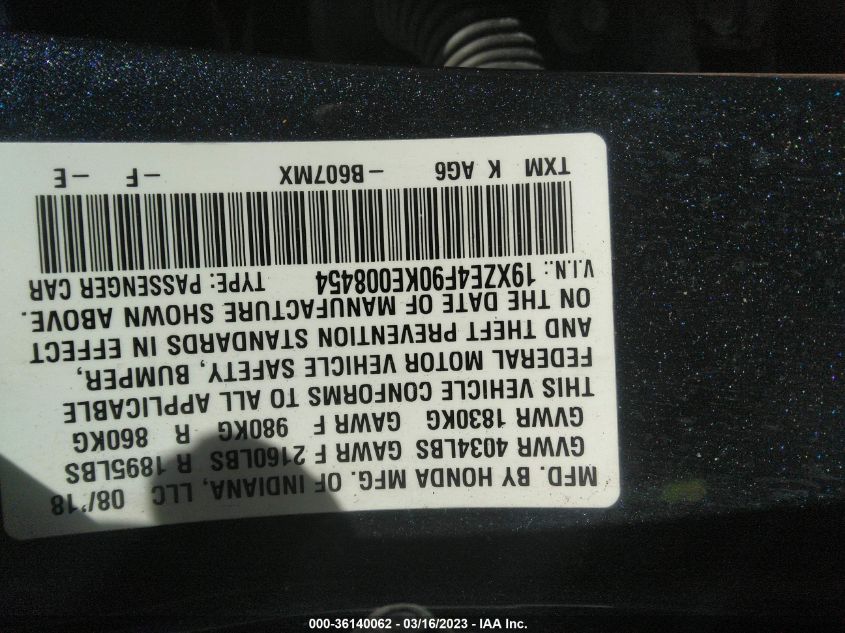 MFD. BY HONDA MFG. OF INDIANA, LLC 08/'18
GVWR 4034LBS GAWR F 2160LBS R 1895LBS
GVWR 1830KG GAWR F 980KG R 860KG
THIS VEHICLE CONFORMS TO ALL APPLICABLE
FEDERAL MOTOR VEHICLE SAFETY, BUMPER,
AND THEFT PREVENTION STANDARDS IN EFFECT
ON THE DATE OF MANUFACTURE SHOWN ABOVE.
V.I.N.: 19XZE4F90KE008454 TYPE: PASSENGER CAR
TXM K AG6 -B607MX -F -E
000-36140062 - 03/16/2023 - IAA Inc.